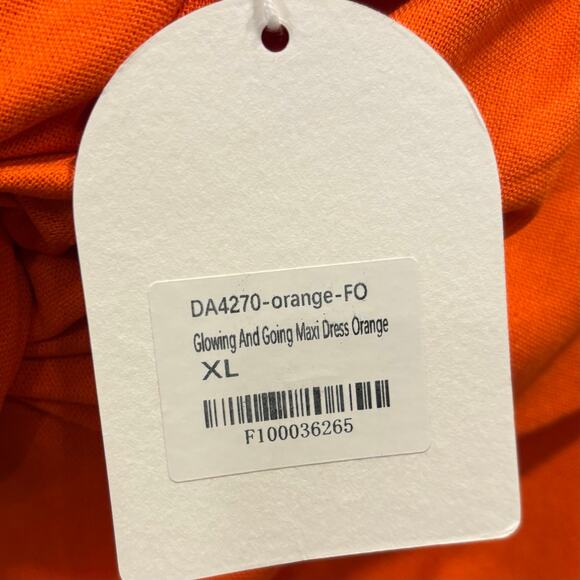 DA4270-orange-FO
Glowing And Going Maxi Dress Orange
XL
F100036265